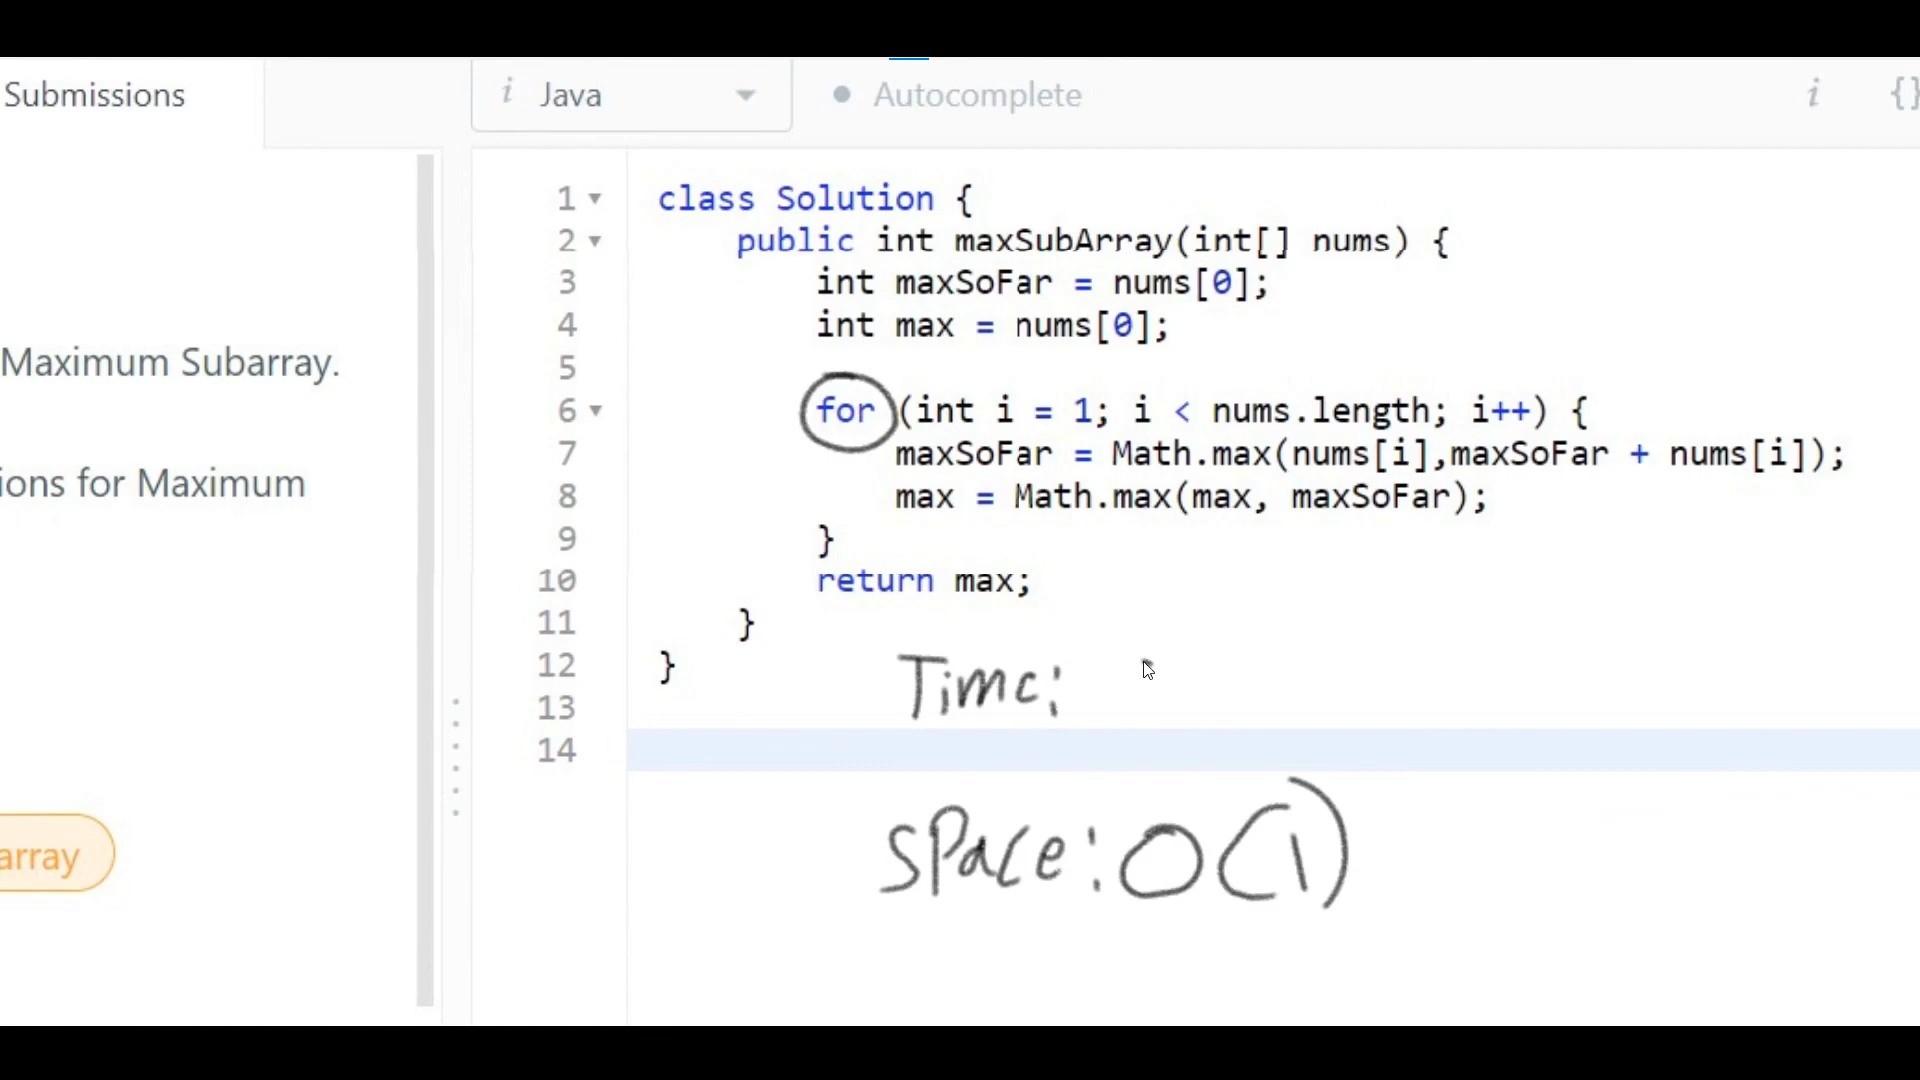 Submissions
i Java
Autocomplete
i {}
Maximum Subarray.
ions for Maximum
array
1 class Solution {
2 public int maxSubArray(int[] nums) {
3 int maxSoFar = nums[0];
4 int max = nums[0];
5
6 for (int i = 1; i < nums.length; i++) {
7 maxSoFar = Math.max(nums[i],maxSoFar + nums[i]);
8 max = Math.max(max, maxSoFar);
9 }
10 return max;
11 }
12 }
13
14
Time:
Space: O(1)